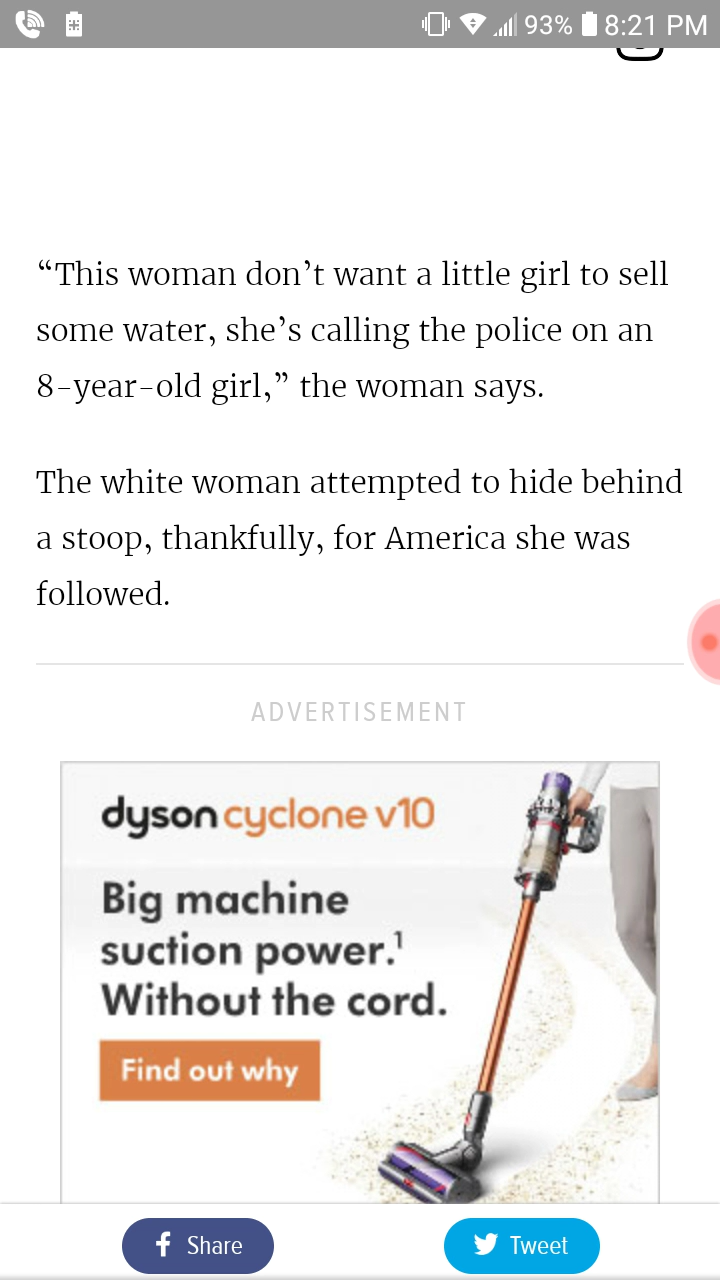 93% 8:21 PM
“This woman don’t want a little girl to sell
some water, she’s calling the police on an
8-year-old girl,” the woman says.
The white woman attempted to hide behind
a stoop, thankfully, for America she was
followed.
ADVERTISEMENT
dyson cyclone v10
Big machine
suction power.¹
Without the cord.
Find out why
Share Tweet